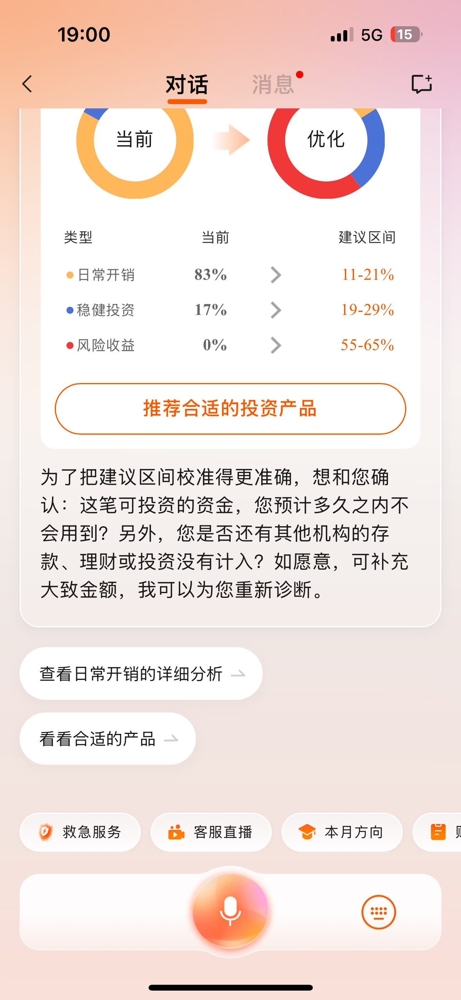 19:00
5G
15
对话
消息
当前
优化
类型 当前 建议区间
日常开销 83% 11-21%
稳健投资 17% 19-29%
风险收益 0% 55-65%
推荐合适的投资产品
为了把建议区间校准得更准确，想和您确
认：这笔可投资的资金，您预计多久之内不
会用到？另外，您是否还有其他机构的存
款、理财或投资没有计入？如愿意，可补充
大致金额，我可以为您重新诊断。
查看日常开销的详细分析
看看合适的产品
救急服务
客服直播
本月方向